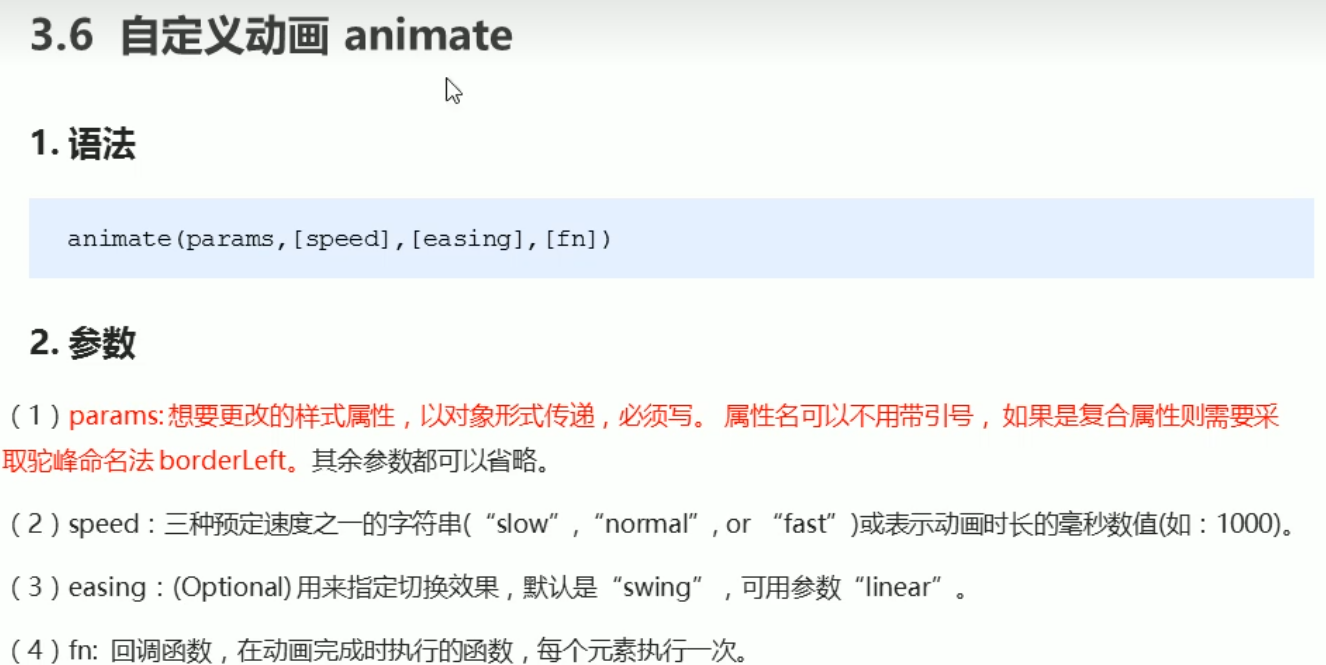 3.6 自定义动画 animate
1. 语法
animate(params,[speed],[easing],[fn])
2. 参数
（1）params:想要更改的样式属性，以对象形式传递，必须写。 属性名可以不用带引号， 如果是复合属性则需要采
取驼峰命名法 borderLeft。其余参数都可以省略。
（2）speed：三种预定速度之一的字符串(“slow”,“normal”, or “fast”)或表示动画时长的毫秒数值(如：1000)。
（3）easing：(Optional) 用来指定切换效果，默认是“swing”，可用参数“linear”。
（4）fn: 回调函数，在动画完成时执行的函数，每个元素执行一次。